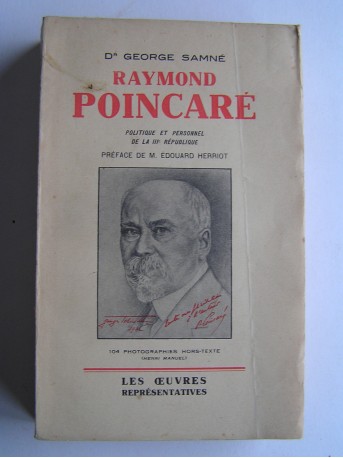 Dʳ GEORGE SAMNÉ
RAYMOND
POINCARÉ
POLITIQUE ET PERSONNEL
DE LA IIIᵉ RÉPUBLIQUE
PRÉFACE DE M. ÉDOUARD HERRIOT
104 PHOTOGRAPHIES HORS-TEXTE
(HENRI MANUEL)
LES ŒUVRES
REPRÉSENTATIVES